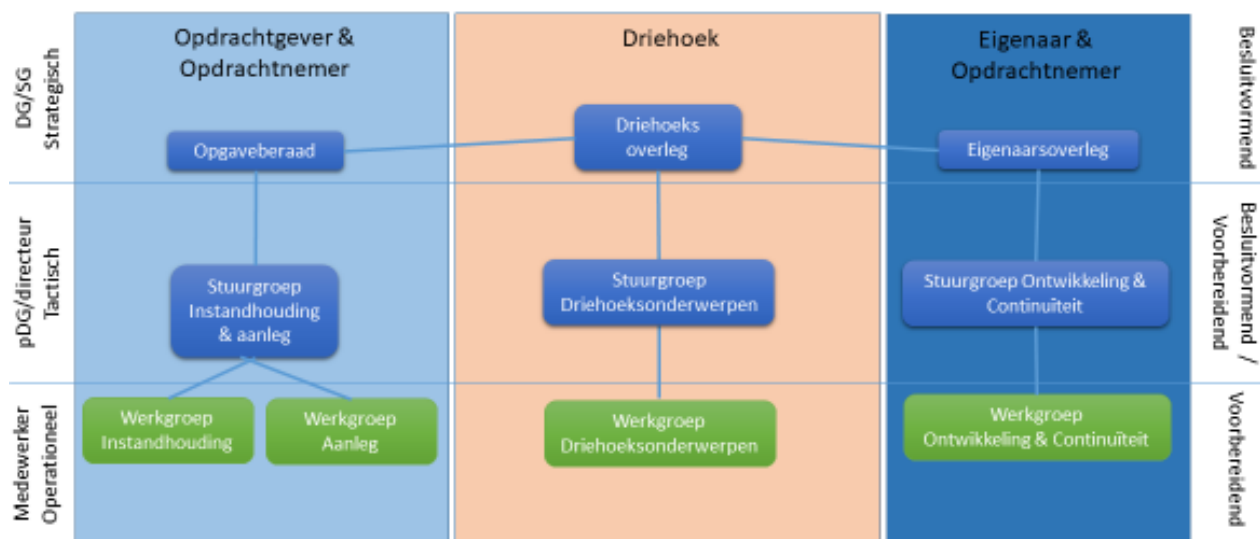 Opdrachtgever &
Opdrachtnemer
Driehoek
Eigenaar &
Opdrachtnemer
DG/SG
Strategisch
Besluitvormend
Opgaveberaad
Driehoeks
overleg
Eigenaarsoverleg
pDG/directeur
Tactisch
Besluitvormend /
Voorbereidend
Stuurgroep
Instandhouding
& aanleg
Stuurgroep
Driehoeksonderwerpen
Stuurgroep Ontwikkeling &
Continuïteit
Medewerker
Operationeel
Voorbereidend
Werkgroep
Instandhouding
Werkgroep
Aanleg
Werkgroep
Driehoeksonderwerpen
Werkgroep
Ontwikkeling & Continuïteit